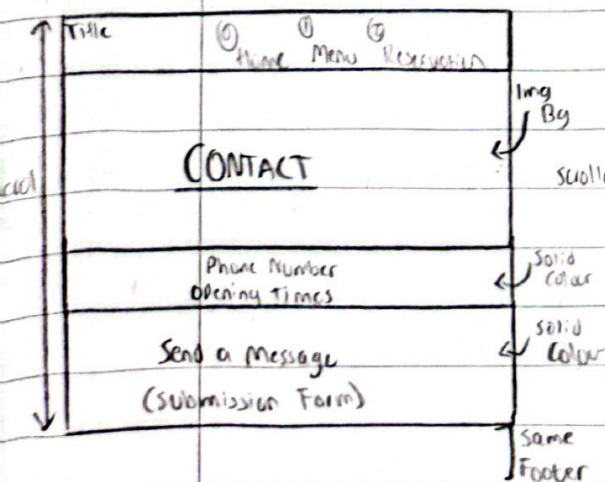 Title
Home Menu Reservation
Img
Bg
CONTACT
Phone Number
Opening Times
Solid
Colour
Send a Message
(Submission Form)
Solid
Colour
Same
Footer